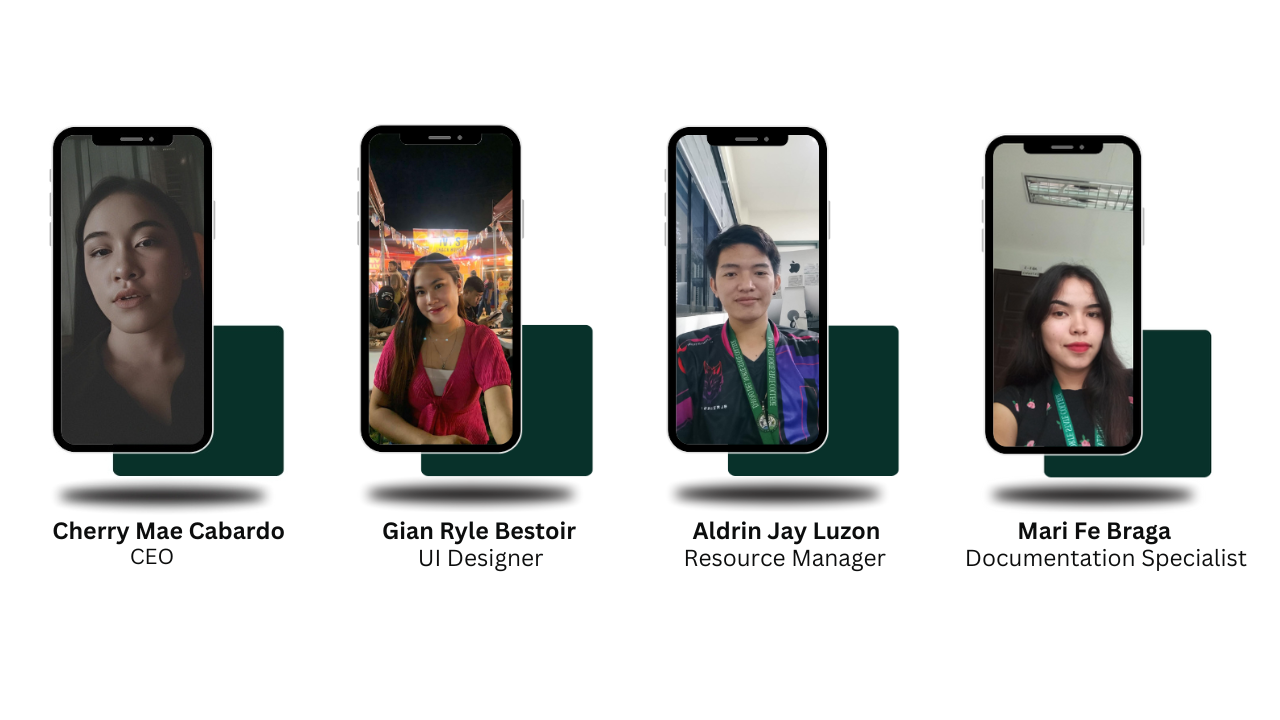 Cherry Mae Cabardo
CEO
Gian Ryle Bestoir
UI Designer
Aldrin Jay Luzon
Resource Manager
Mari Fe Braga
Documentation Specialist